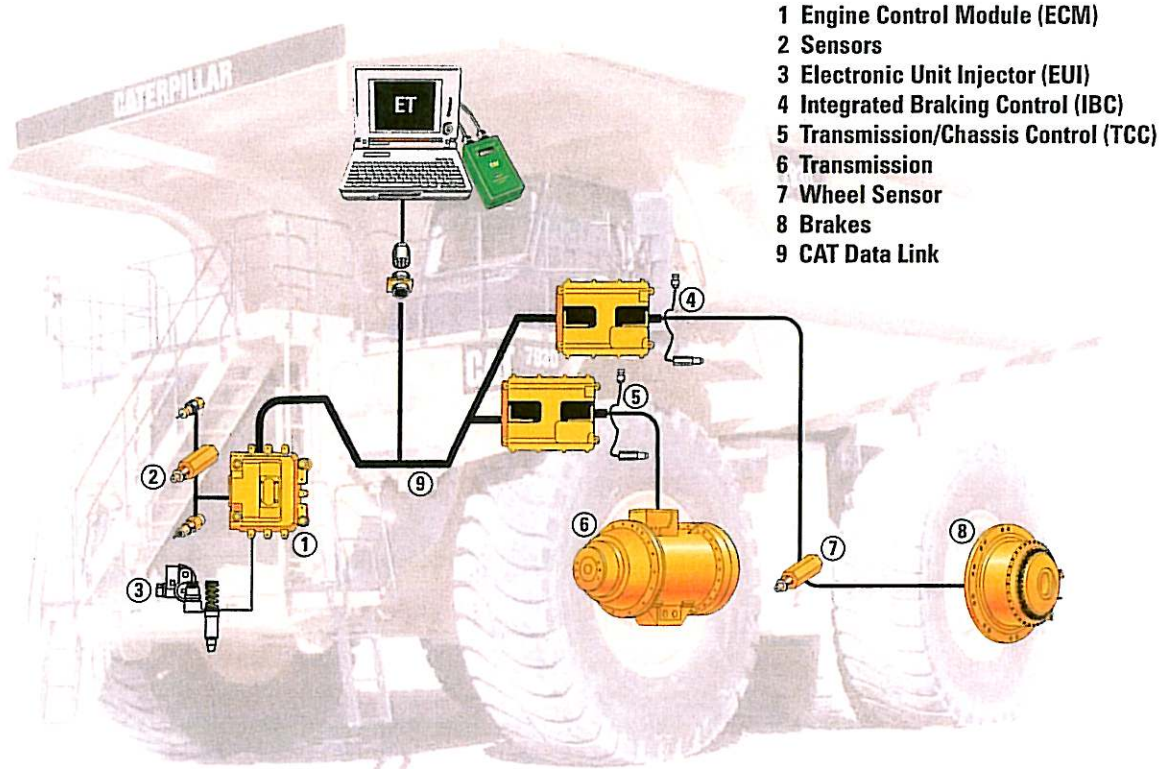 1 Engine Control Module (ECM)
2 Sensors
3 Electronic Unit Injector (EUI)
4 Integrated Braking Control (IBC)
5 Transmission/Chassis Control (TCC)
6 Transmission
7 Wheel Sensor
8 Brakes
9 CAT Data Link
CATERPILLAR
ET
4
5
2
9
1
3
6
7
8